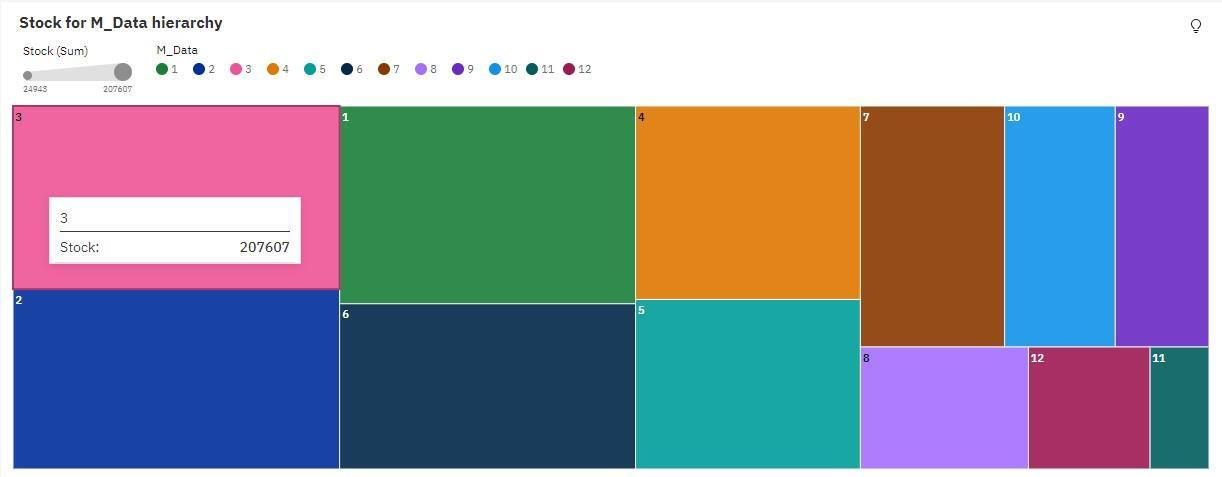 Stock for M_Data hierarchy
Stock (Sum)
24943 207607
M_Data
1 2 3 4 5 6 7 8 9 10 11 12
3 1 4 7 10 9
3
Stock: 207607
2 6 5 8 12 11